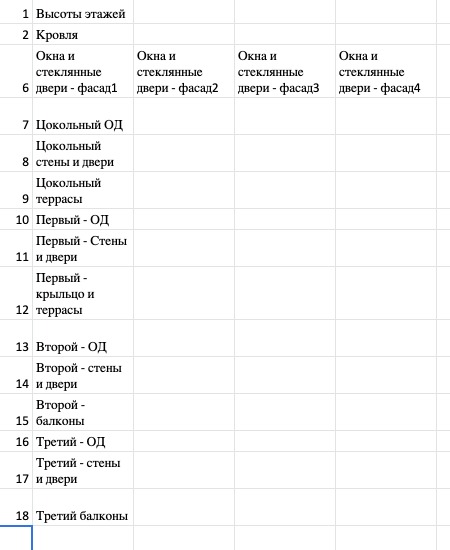 1 Высоты этажей
2 Кровля
6 Окна и стеклянные двери - фасад1 Окна и стеклянные двери - фасад2 Окна и стеклянные двери - фасад3 Окна и стеклянные двери - фасад4
7 Цокольный ОД
8 Цокольный стены и двери
9 Цокольный террасы
10 Первый - ОД
11 Первый - Стены и двери
12 Первый - крыльцо и террасы
13 Второй - ОД
14 Второй - стены и двери
15 Второй - балконы
16 Третий - ОД
17 Третий - стены и двери
18 Третий балконы